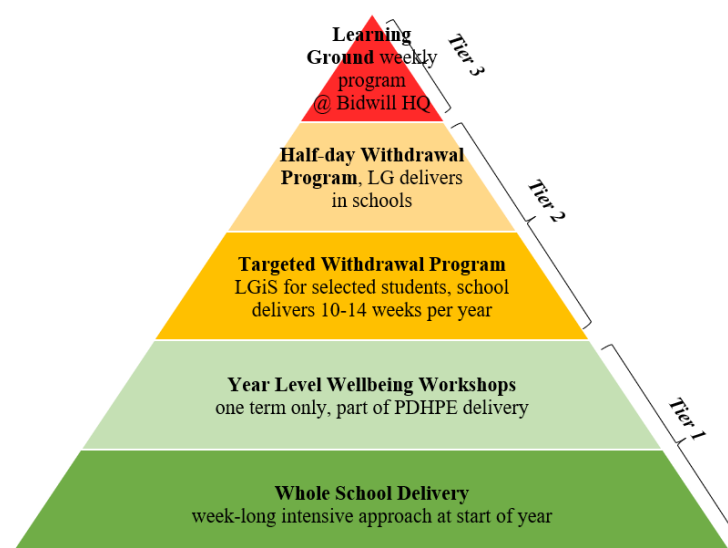 Learning
Ground weekly
program
@ Bidwill HQ
Tier 3
Half-day Withdrawal
Program, LG delivers
in schools
Tier 2
Targeted Withdrawal Program
LGiS for selected students, school
delivers 10-14 weeks per year
Year Level Wellbeing Workshops
one term only, part of PDHPE delivery
Tier 1
Whole School Delivery
week-long intensive approach at start of year